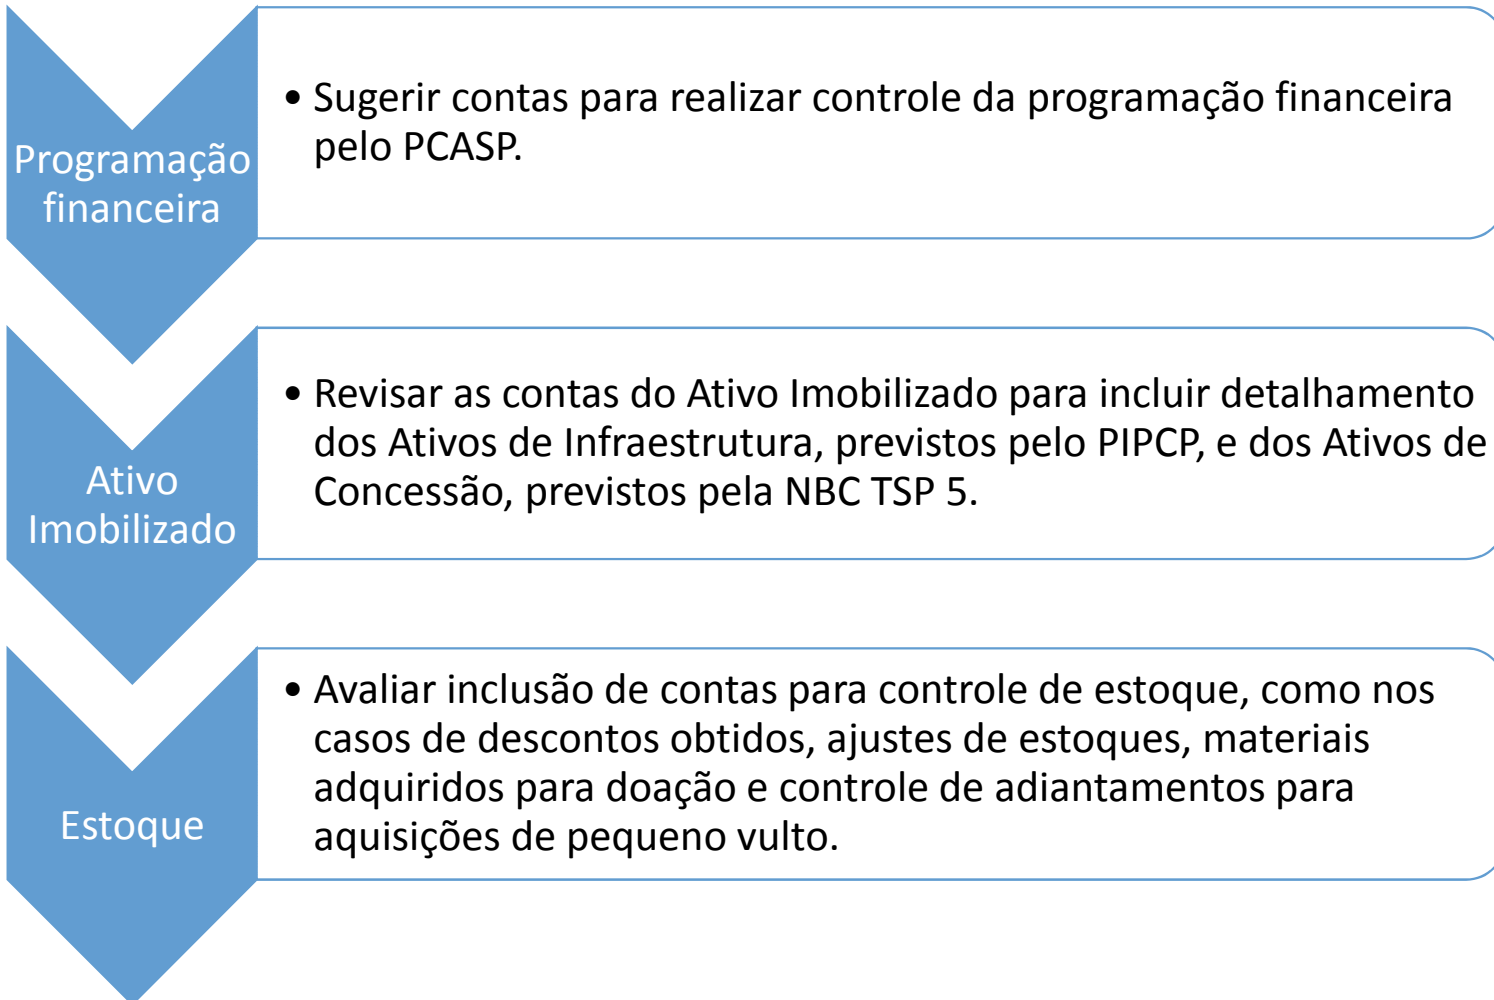 Programação
financeira
• Sugerir contas para realizar controle da programação financeira
pelo PCASP.
Ativo
Imobilizado
• Revisar as contas do Ativo Imobilizado para incluir detalhamento
dos Ativos de Infraestrutura, previstos pelo PIPCP, e dos Ativos de
Concessão, previstos pela NBC TSP 5.
Estoque
• Avaliar inclusão de contas para controle de estoque, como nos
casos de descontos obtidos, ajustes de estoques, materiais
adquiridos para doação e controle de adiantamentos para
aquisições de pequeno vulto.